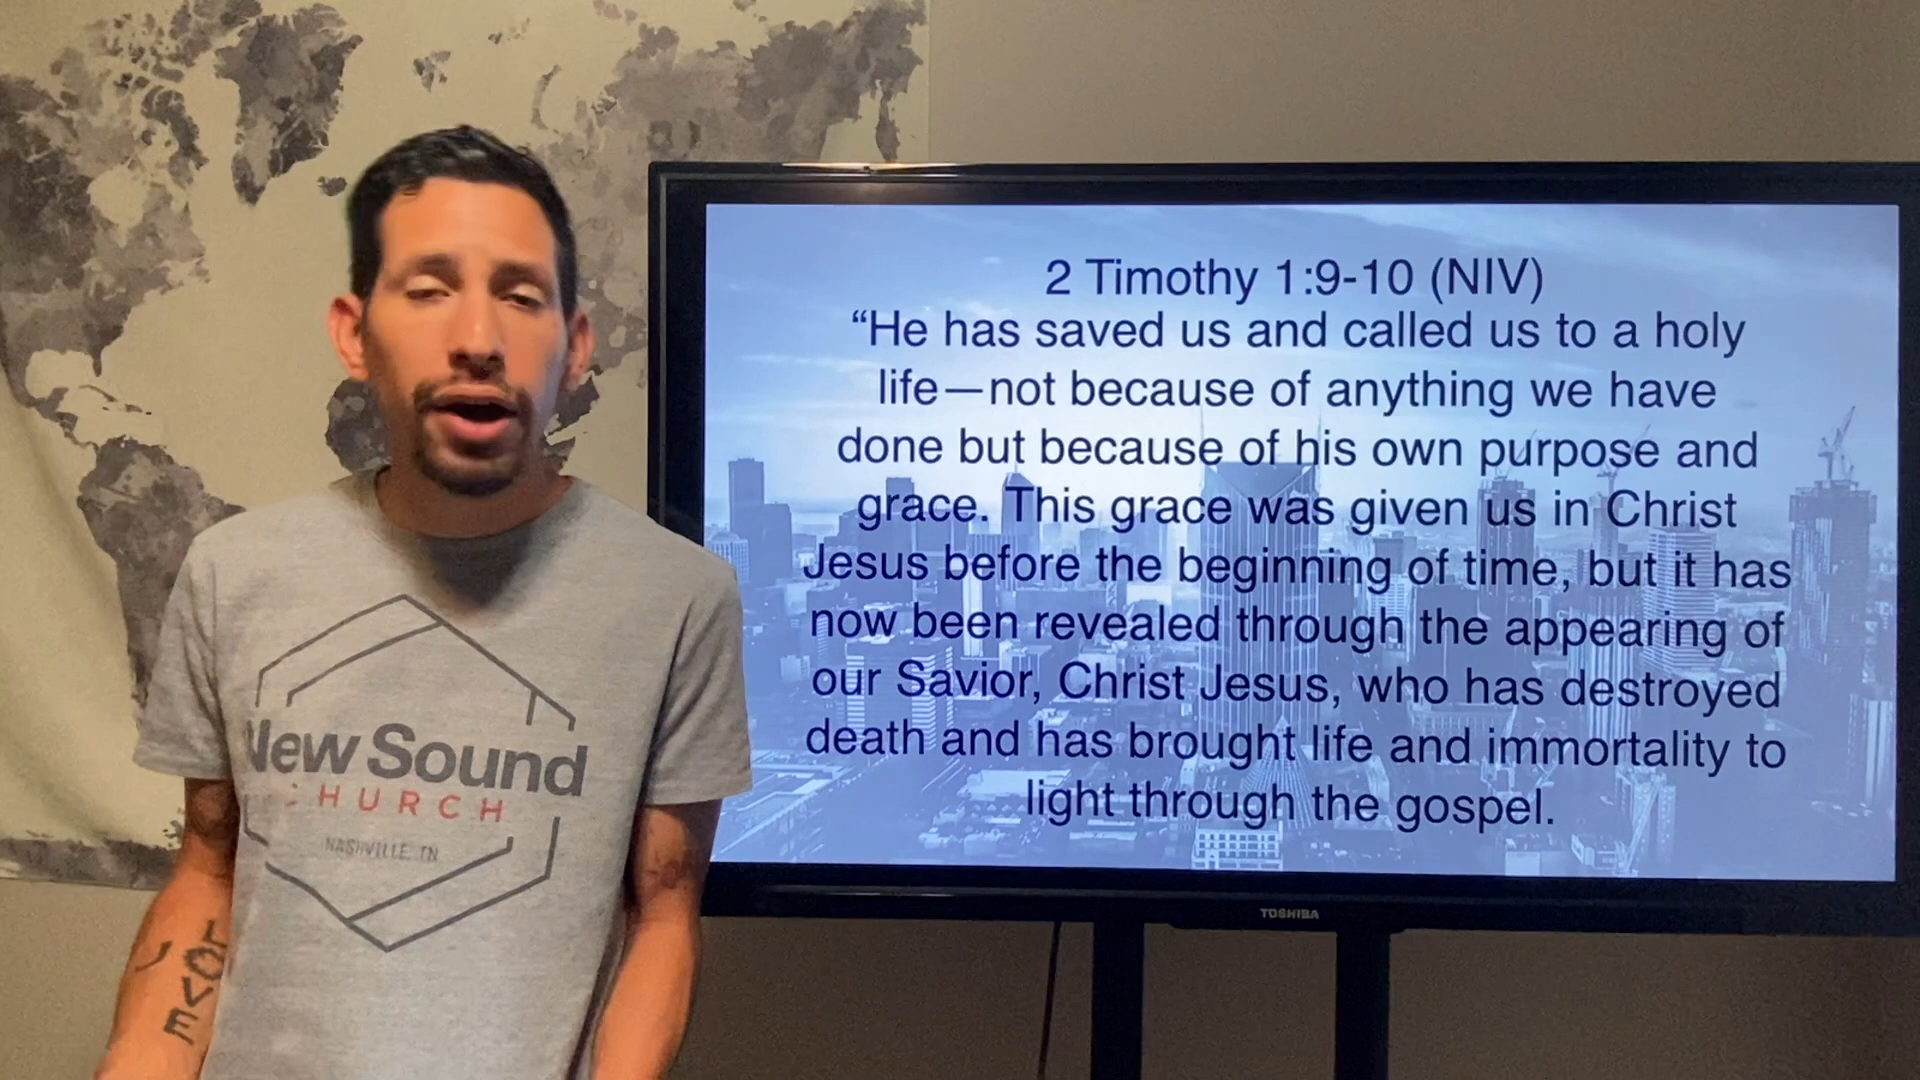 2 Timothy 1:9-10 (NIV)
“He has saved us and called us to a holy
life—not because of anything we have
done but because of his own purpose and
grace. This grace was given us in Christ
Jesus before the beginning of time, but it has
now been revealed through the appearing of
our Savior, Christ Jesus, who has destroyed
death and has brought life and immortality to
light through the gospel.
TOSHIBA
New Sound
CHURCH
NASHVILLE, TN
LOVE